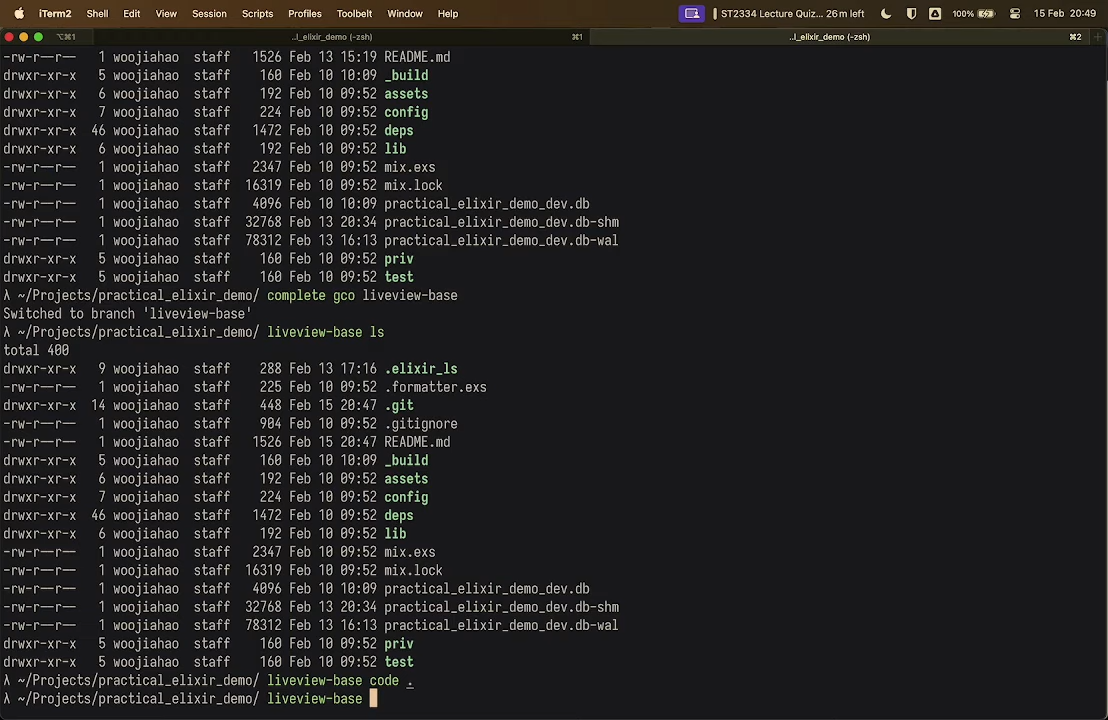 iTerm2 Shell Edit View Session Scripts Profiles Toolbelt Window Help ST2334 Lecture Quiz... 26m left 100% 15 Feb 20:49
⌥⌘1 ..l_elixir_demo (-zsh) ⌘1 ..l_elixir_demo (-zsh) ⌘2 +
-rw-r--r-- 1 woojiahao staff 1526 Feb 13 15:19 README.md
drwxr-xr-x 5 woojiahao staff 160 Feb 10 10:09 _build
drwxr-xr-x 6 woojiahao staff 192 Feb 10 09:52 assets
drwxr-xr-x 7 woojiahao staff 224 Feb 10 09:52 config
drwxr-xr-x 46 woojiahao staff 1472 Feb 10 09:52 deps
drwxr-xr-x 6 woojiahao staff 192 Feb 10 09:52 lib
-rw-r--r-- 1 woojiahao staff 2347 Feb 10 09:52 mix.exs
-rw-r--r-- 1 woojiahao staff 16319 Feb 10 09:52 mix.lock
-rw-r--r-- 1 woojiahao staff 4096 Feb 10 10:09 practical_elixir_demo_dev.db
-rw-r--r-- 1 woojiahao staff 32768 Feb 13 20:34 practical_elixir_demo_dev.db-shm
-rw-r--r-- 1 woojiahao staff 78312 Feb 13 16:13 practical_elixir_demo_dev.db-wal
drwxr-xr-x 5 woojiahao staff 160 Feb 10 09:52 priv
drwxr-xr-x 5 woojiahao staff 160 Feb 10 09:52 test
λ ~/Projects/practical_elixir_demo/ complete gco liveview-base
Switched to branch 'liveview-base'
λ ~/Projects/practical_elixir_demo/ liveview-base ls
total 400
drwxr-xr-x 9 woojiahao staff 288 Feb 13 17:16 .elixir_ls
-rw-r--r-- 1 woojiahao staff 225 Feb 10 09:52 .formatter.exs
drwxr-xr-x 14 woojiahao staff 448 Feb 15 20:47 .git
-rw-r--r-- 1 woojiahao staff 904 Feb 10 09:52 .gitignore
-rw-r--r-- 1 woojiahao staff 1526 Feb 15 20:47 README.md
drwxr-xr-x 5 woojiahao staff 160 Feb 10 10:09 _build
drwxr-xr-x 6 woojiahao staff 192 Feb 10 09:52 assets
drwxr-xr-x 7 woojiahao staff 224 Feb 10 09:52 config
drwxr-xr-x 46 woojiahao staff 1472 Feb 10 09:52 deps
drwxr-xr-x 6 woojiahao staff 192 Feb 10 09:52 lib
-rw-r--r-- 1 woojiahao staff 2347 Feb 10 09:52 mix.exs
-rw-r--r-- 1 woojiahao staff 16319 Feb 10 09:52 mix.lock
-rw-r--r-- 1 woojiahao staff 4096 Feb 10 10:09 practical_elixir_demo_dev.db
-rw-r--r-- 1 woojiahao staff 32768 Feb 13 20:34 practical_elixir_demo_dev.db-shm
-rw-r--r-- 1 woojiahao staff 78312 Feb 13 16:13 practical_elixir_demo_dev.db-wal
drwxr-xr-x 5 woojiahao staff 160 Feb 10 09:52 priv
drwxr-xr-x 5 woojiahao staff 160 Feb 10 09:52 test
λ ~/Projects/practical_elixir_demo/ liveview-base code .
λ ~/Projects/practical_elixir_demo/ liveview-base